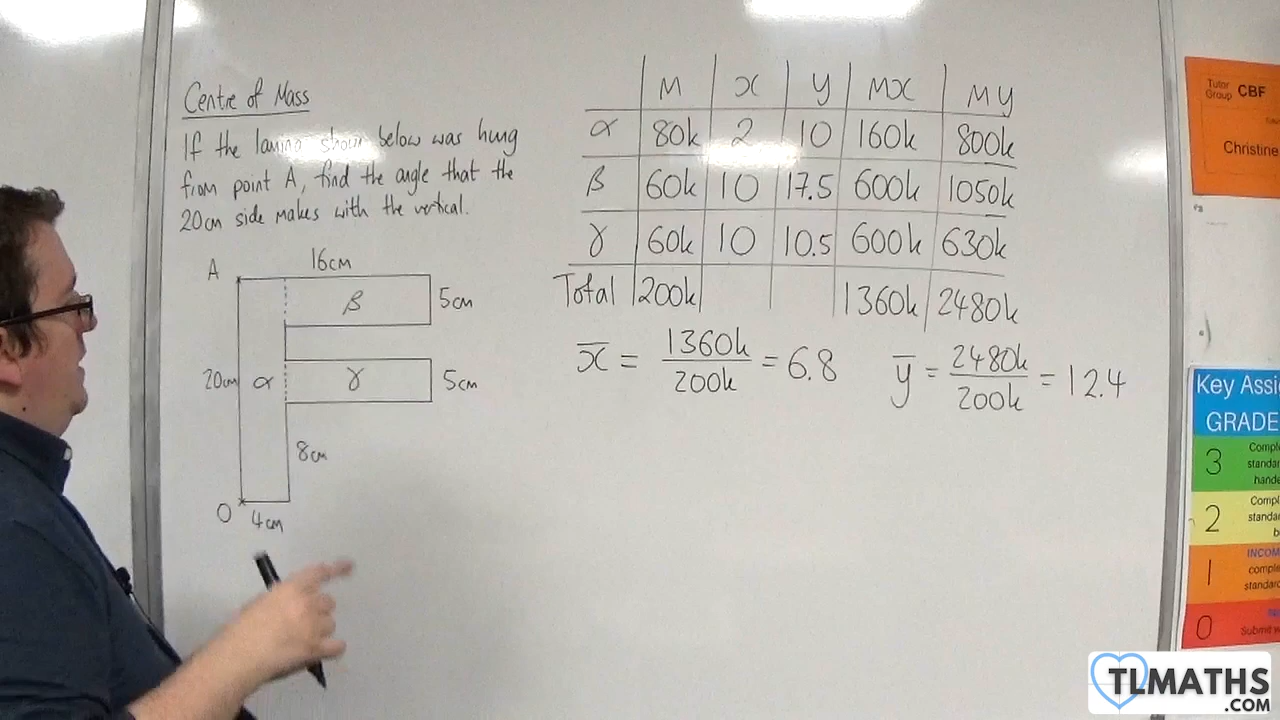 Centre of Mass
If the lamina shown below was hung
from point A, find the angle that the
20cm side makes with the vertical.
A
16cm
β
5cm
20cm
α
γ
5cm
8cm
O
4cm
M x y Mx My
α 80k 2 10 160k 800k
β 60k 10 17.5 600k 1050k
γ 60k 10 10.5 600k 630k
Total 200k 1360k 2480k
x̄ = 1360k/200k = 6.8
ȳ = 2480k/200k = 12.4
Tutor
Group CBF
Christine
Key Assi
GRADE
3
Compl
standa
hande
2
Compl
standa
1
INCOM
comple
standa
0
Submit w
TLMATHS
.COM